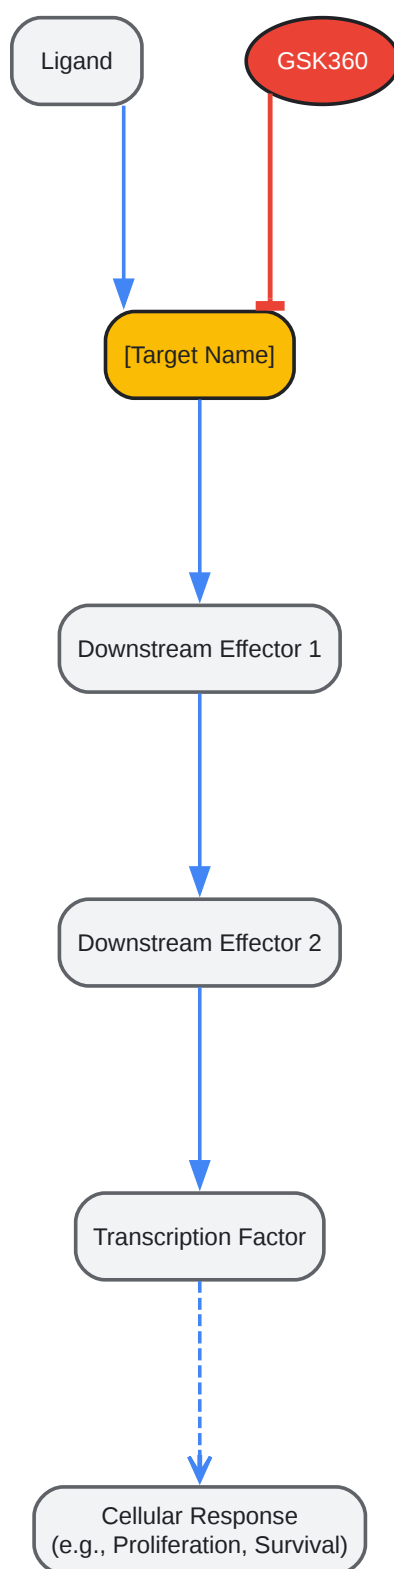 Ligand
GSK360
[Target Name]
Downstream Effector 1
Downstream Effector 2
Transcription Factor
Cellular Response
(e.g., Proliferation, Survival)